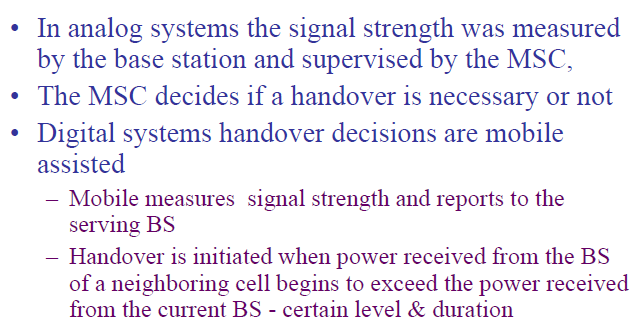 • In analog systems the signal strength was measured
by the base station and supervised by the MSC,
• The MSC decides if a handover is necessary or not
• Digital systems handover decisions are mobile
assisted
– Mobile measures signal strength and reports to the
serving BS
– Handover is initiated when power received from the BS
of a neighboring cell begins to exceed the power received
from the current BS - certain level & duration